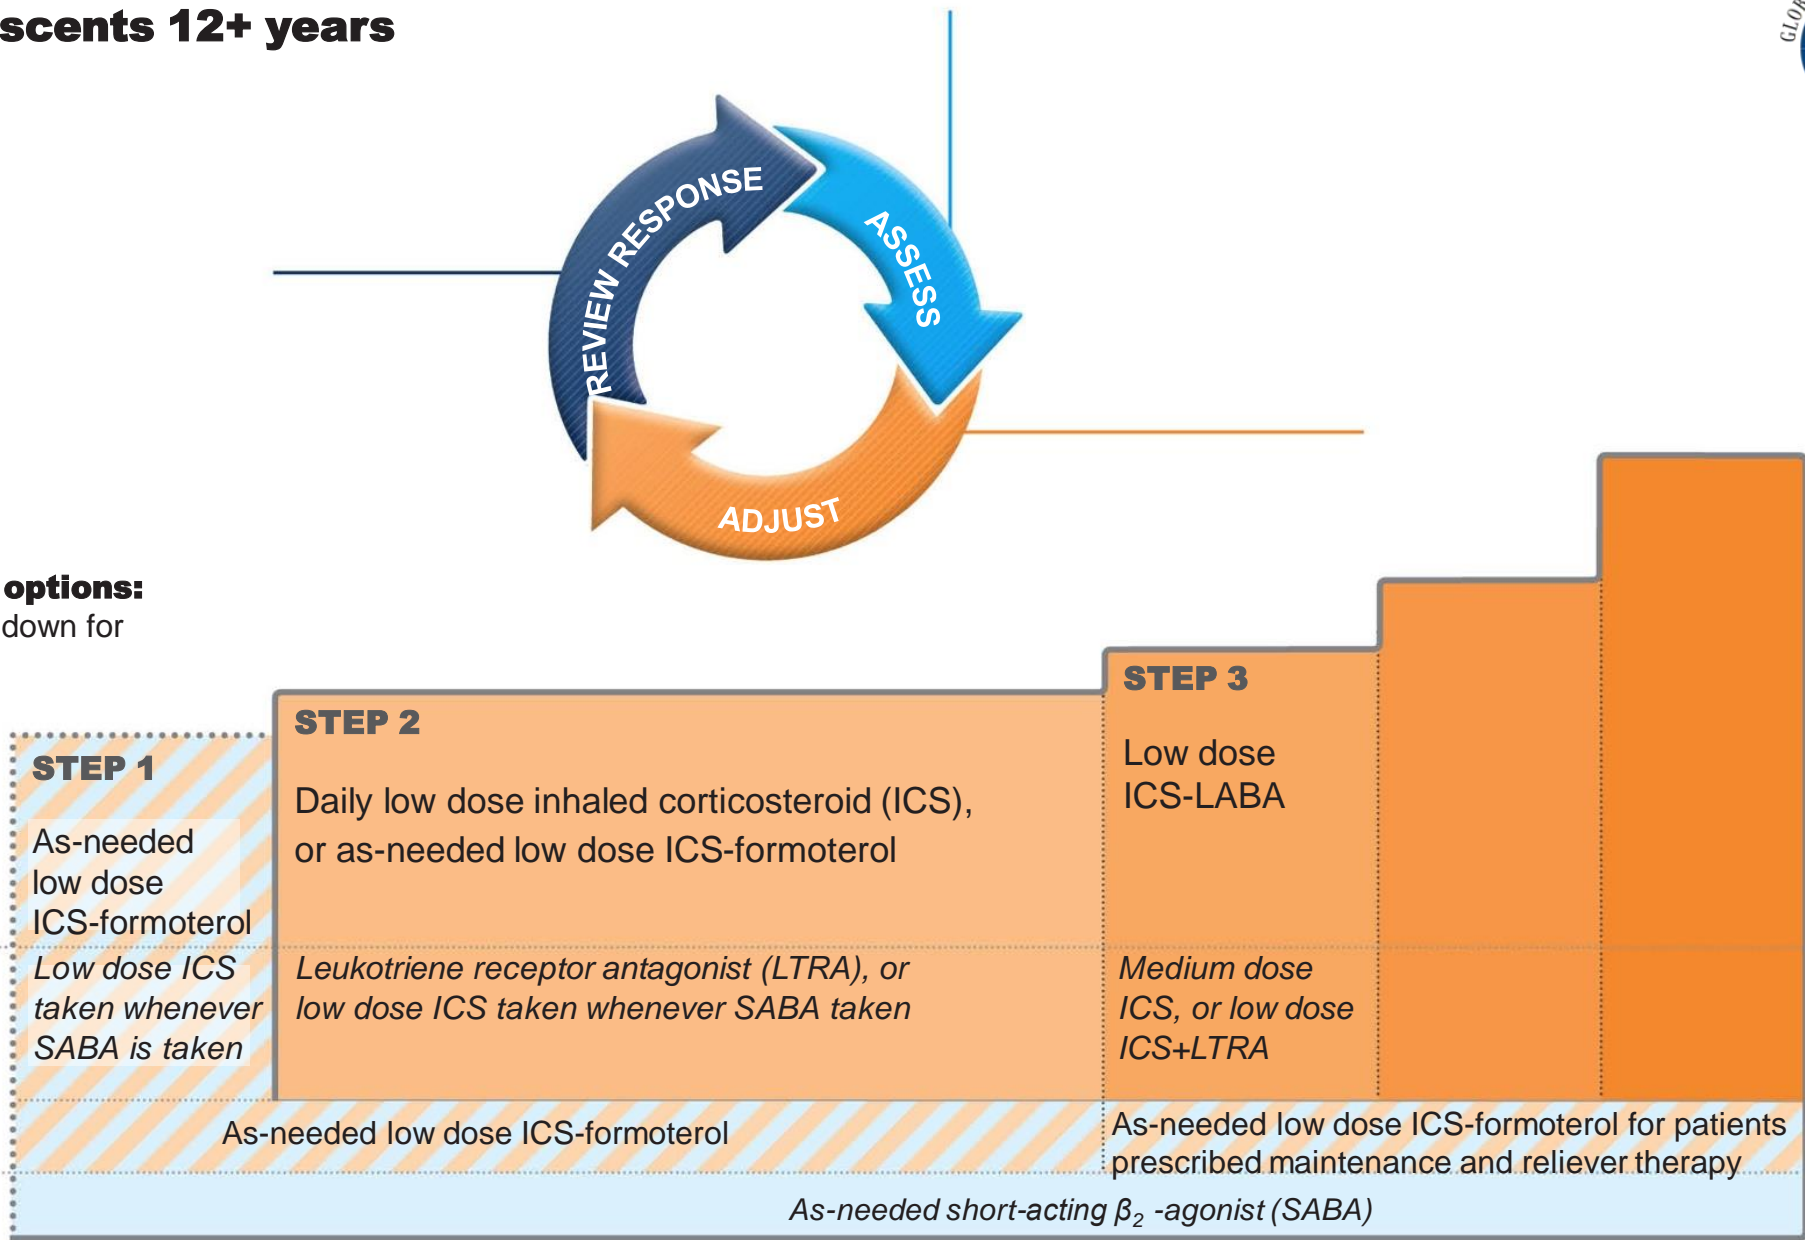 scents 12+ years
GLOB
REVIEW RESPONSE
ASSESS
ADJUST
options:
down for
STEP 1
As-needed
low dose
ICS-formoterol
Low dose ICS
taken whenever
SABA is taken
STEP 2
Daily low dose inhaled corticosteroid (ICS),
or as-needed low dose ICS-formoterol
Leukotriene receptor antagonist (LTRA), or
low dose ICS taken whenever SABA taken
STEP 3
Low dose
ICS-LABA
Medium dose
ICS, or low dose
ICS+LTRA
As-needed low dose ICS-formoterol
As-needed low dose ICS-formoterol for patients
prescribed maintenance and reliever therapy
As-needed short-acting β₂ -agonist (SABA)